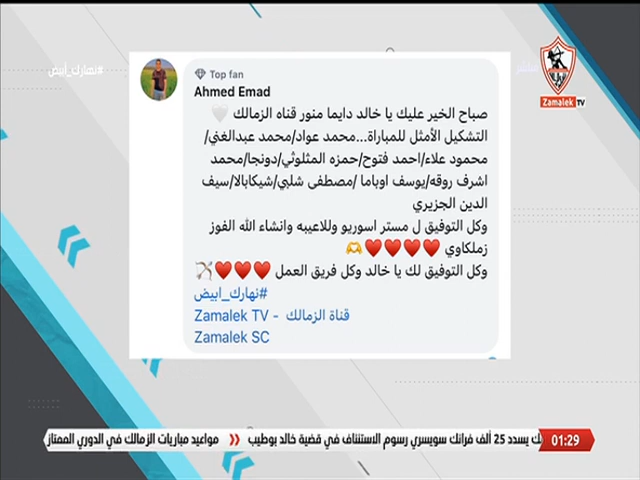 #نهارك_أبيض
Zamalek TV
Top fan
Ahmed Emad
صباح الخير عليك يا خالد دايما منور قناه الزمالك 🤍
التشكيل الأمثل للمباراة...محمد عواد/محمد عبدالغني/
محمود علاء/احمد فتوح/حمزه المثلوثي/دونجا/محمد
اشرف روقه/يوسف اوباما /مصطفى شلبي/شيكابالا/سيف
الدين الجزيري
وكل التوفيق ل مستر اسوريو وللاعيبه وانشاء الله الفوز
زملكاوي ❤️❤️❤️❤️🫶
وكل التوفيق لك يا خالد وكل فريق العمل ❤️❤️❤️🏹
#نهارك_ابيض
Zamalek TV - قناة الزمالك
Zamalek SC
01:29
يسدد 25 ألف فرانك سويسري رسوم الاستئناف في قضية خالد بوطيب » مواعيد مباريات الزمالك في الدوري الممتاز